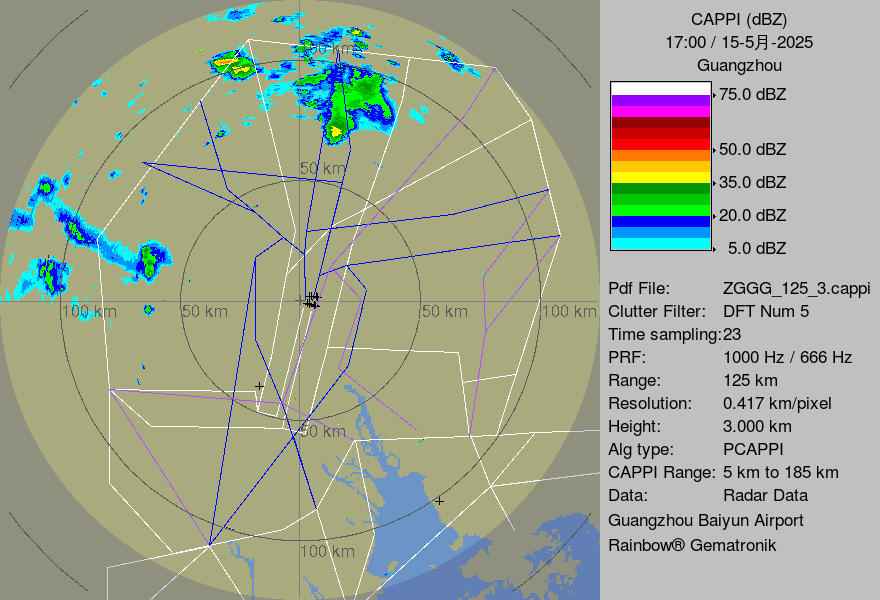 CAPPI (dBZ)
17:00 / 15-5月-2025
Guangzhou
75.0 dBZ
50.0 dBZ
35.0 dBZ
20.0 dBZ
5.0 dBZ
Pdf File: ZGGG_125_3.cappi
Clutter Filter: DFT Num 5
Time sampling:23
PRF: 1000 Hz / 666 Hz
Range: 125 km
Resolution: 0.417 km/pixel
Height: 3.000 km
Alg type: PCAPPI
CAPPI Range: 5 km to 185 km
Data: Radar Data
Guangzhou Baiyun Airport
Rainbow® Gematronik
100 km
50 km
100 km
50 km
50 km
100 km
50 km
100 km